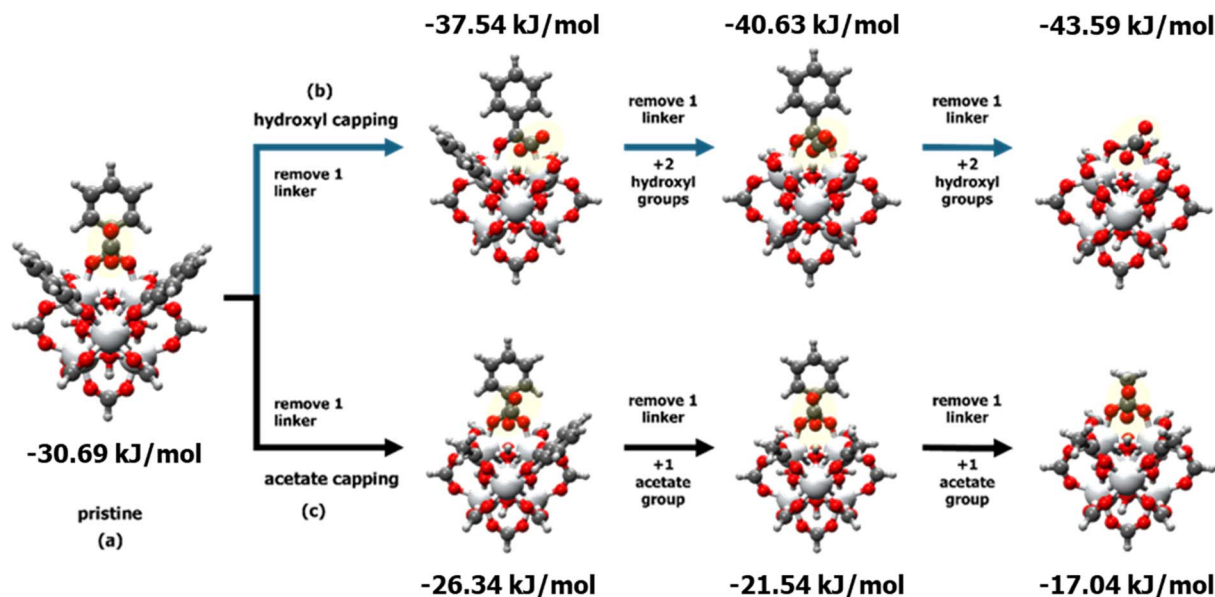 -37.54 kJ/mol
-40.63 kJ/mol
-43.59 kJ/mol
(b)
hydroxyl capping
remove 1
linker
remove 1
linker
+2
hydroxyl
groups
remove 1
linker
+2
hydroxyl
groups
-30.69 kJ/mol
pristine
(a)
remove 1
linker
acetate capping
(c)
remove 1
linker
+1
acetate
group
remove 1
linker
+1
acetate
group
-26.34 kJ/mol
-21.54 kJ/mol
-17.04 kJ/mol